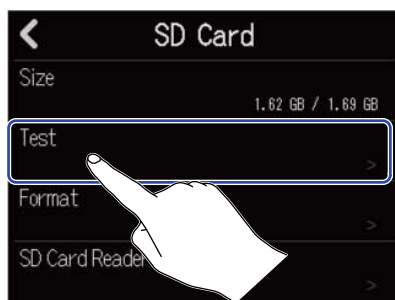 SD Card
Size
1.62 GB / 1.69 GB
Test
>
Format
>
SD Card Reader
>